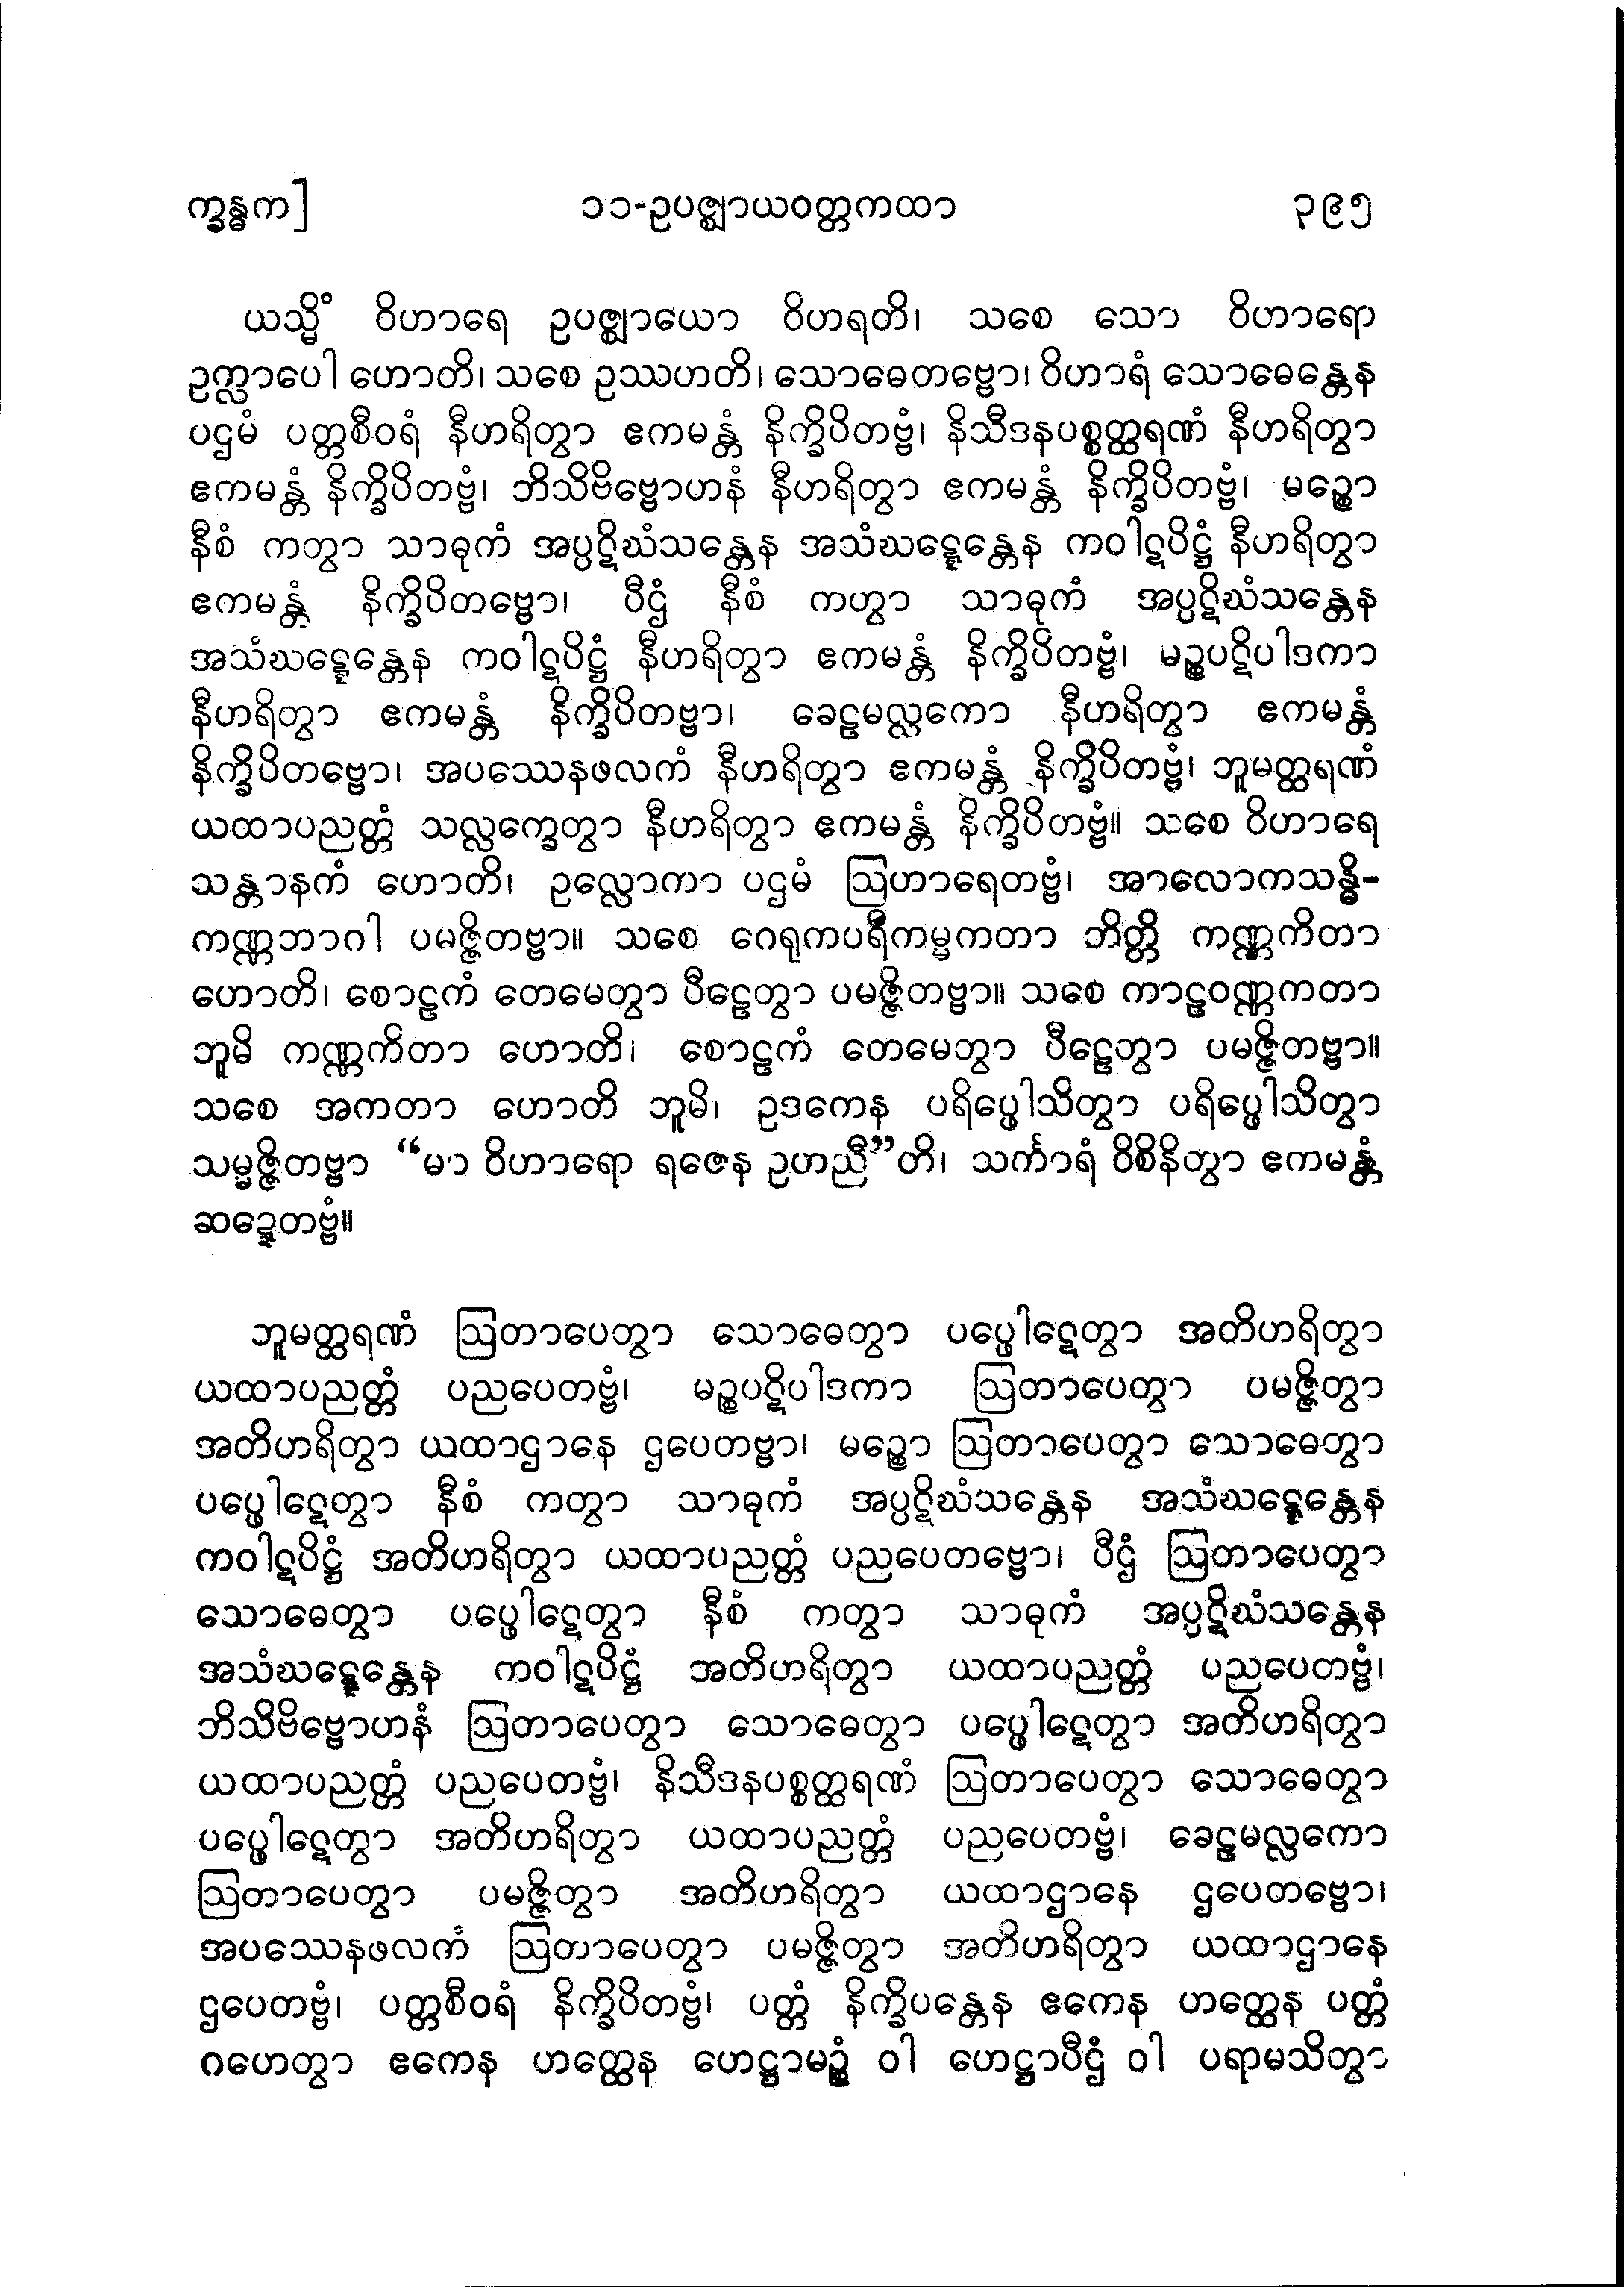 က္ခန္ဓက] ၁၁-ဥပဇ္ဈာယဝတ္တကထာ ၃၉၅
ယသ္မိံ ဝိဟာရေ ဥပဇ္ဈာယော ဝိဟရတိ၊ သစေ သော ဝိဟာရော
ဥက္လာပေါ ဟောတိ၊ သစေ ဥဿဟတိ၊ သောဓေတဗ္ဗော၊ ဝိဟာရံ သောဓေန္တေန
ပဌမံ ပတ္တစီဝရံ နီဟရိတွာ ဧကမန္တံ နိက္ခိပိတဗ္ဗံ၊ နိသီဒနပစ္စတ္ထရဏံ နီဟရိတွာ
ဧကမန္တံ နိက္ခိပိတဗ္ဗံ၊ ဘိသိဗိဗ္ဗောဟနံ နီဟရိတွာ ဧကမန္တံ နိက္ခိပိတဗ္ဗံ၊ မဉ္စော
နီစံ ကတွာ သာဓုကံ အပ္ပဋိဃံသန္တေန အသံဃဋ္ဋေန္တေန ကဝါဋပိဋ္ဌံ နီဟရိတွာ
ဧကမန္တံ နိက္ခိပိတဗ္ဗော၊ ပီဌံ နီစံ ကတွာ သာဓုကံ အပ္ပဋိဃံသန္တေန
အသံဃဋ္ဋေန္တေန ကဝါဋပိဋ္ဌံ နီဟရိတွာ ဧကမန္တံ နိက္ခိပိတဗ္ဗံ၊ မဉ္စပဋိပါဒကာ
နီဟရိတွာ ဧကမန္တံ နိက္ခိပိတဗ္ဗာ၊ ခေဠမလ္လကော နီဟရိတွာ ဧကမန္တံ
နိက္ခိပိတဗ္ဗော၊ အပဿေနဖလကံ နီဟရိတွာ ဧကမန္တံ နိက္ခိပိတဗ္ဗံ၊ ဘူမတ္ထရဏံ
ယထာပညတ္တံ သလ္လက္ခေတွာ နီဟရိတွာ ဧကမန္တံ နိက္ခိပိတဗ္ဗံ။ သစေ ဝိဟာရေ
သန္တာနကံ ဟောတိ၊ ဥလ္လောကာ ပဌမံ ဩဟာရေတဗ္ဗံ၊ အာလောကသန္ဓိ-
ကဏ္ဏဘာဂါ ပမဇ္ဇိတဗ္ဗာ။ သစေ ဂေရုကပရိကမ္မကတာ ဘိတ္တိ ကဏ္ဏကိတာ
ဟောတိ၊ စောဠကံ တေမေတွာ ပီဠေတွာ ပမဇ္ဇိတဗ္ဗာ။ သစေ ကာဠဝဏ္ဏကတာ
ဘူမိ ကဏ္ဏကိတာ ဟောတိ၊ စောဠကံ တေမေတွာ ပီဠေတွာ ပမဇ္ဇိတဗ္ဗာ။
သစေ အကတာ ဟောတိ ဘူမိ၊ ဥဒကေန ပရိပ္ဖေါသိတွာ ပရိပ္ဖေါသိတွာ
သမ္မဇ္ဇိတဗ္ဗာ “မာ ဝိဟာရော ရဇေန ဥဟညီ”တိ၊ သင်္ကာရံ ဝိစိနိတွာ ဧကမန္တံ
ဆဍ္ဍေတဗ္ဗံ။
ဘူမတ္ထရဏံ ဩတာပေတွာ သောဓေတွာ ပပ္ဖေါဋေတွာ အတိဟရိတွာ
ယထာပညတ္တံ ပညပေတဗ္ဗံ၊ မဉ္စပဋိပါဒကာ ဩတာပေတွာ ပမဇ္ဇိတွာ
အတိဟရိတွာ ယထာဌာနေ ဌပေတဗ္ဗာ၊ မဉ္စော ဩတာပေတွာ သောဓေတွာ
ပပ္ဖေါဋေတွာ နီစံ ကတွာ သာဓုကံ အပ္ပဋိဃံသန္တေန အသံဃဋ္ဋေန္တေန
ကဝါဋပိဋ္ဌံ အတိဟရိတွာ ယထာပညတ္တံ ပညပေတဗ္ဗော၊ ပီဌံ ဩတာပေတွာ
သောဓေတွာ ပပ္ဖေါဋေတွာ နီစံ ကတွာ သာဓုကံ အပ္ပဋိဃံသန္တေန
အသံဃဋ္ဋေန္တေန ကဝါဋပိဋ္ဌံ အတိဟရိတွာ ယထာပညတ္တံ ပညပေတဗ္ဗံ၊
ဘိသိဗိဗ္ဗောဟနံ ဩတာပေတွာ သောဓေတွာ ပပ္ဖေါဋေတွာ အတိဟရိတွာ
ယထာပညတ္တံ ပညပေတဗ္ဗံ၊ နိသီဒနပစ္စတ္ထရဏံ ဩတာပေတွာ သောဓေတွာ
ပပ္ဖေါဋေတွာ အတိဟရိတွာ ယထာပညတ္တံ ပညပေတဗ္ဗံ၊ ခေဠမလ္လကော
ဩတာပေတွာ ပမဇ္ဇိတွာ အတိဟရိတွာ ယထာဌာနေ ဌပေတဗ္ဗော၊
အပဿေနဖလကံ ဩတာပေတွာ ပမဇ္ဇိတွာ အတိဟရိတွာ ယထာဌာနေ
ဌပေတဗ္ဗံ၊ ပတ္တစီဝရံ နိက္ခိပိတဗ္ဗံ၊ ပတ္တံ နိက္ခိပန္တေန ဧကေန ဟတ္ထေန ပတ္တံ
ဂဟေတွာ ဧကေန ဟတ္ထေန ဟေဋ္ဌာမဉ္စံ ဝါ ဟေဋ္ဌာပီဌံ ဝါ ပရာမသိတွာ